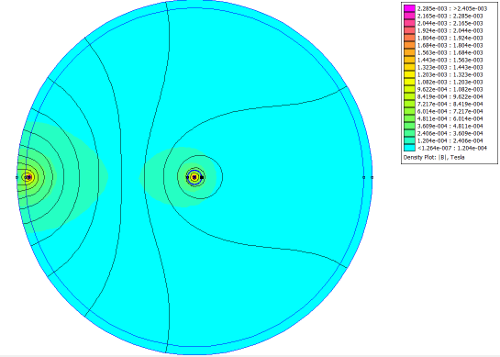 2.285e-003 : >2.405e-003
2.165e-003 : 2.285e-003
2.044e-003 : 2.165e-003
1.924e-003 : 2.044e-003
1.804e-003 : 1.924e-003
1.684e-003 : 1.804e-003
1.563e-003 : 1.684e-003
1.443e-003 : 1.563e-003
1.323e-003 : 1.443e-003
1.203e-003 : 1.323e-003
1.082e-003 : 1.203e-003
9.622e-004 : 1.082e-003
8.419e-004 : 9.622e-004
7.217e-004 : 8.419e-004
6.014e-004 : 7.217e-004
4.811e-004 : 6.014e-004
3.609e-004 : 4.811e-004
2.406e-004 : 3.609e-004
1.204e-004 : 2.406e-004
<1.264e-007 : 1.204e-004
Density Plot: |B|, Tesla